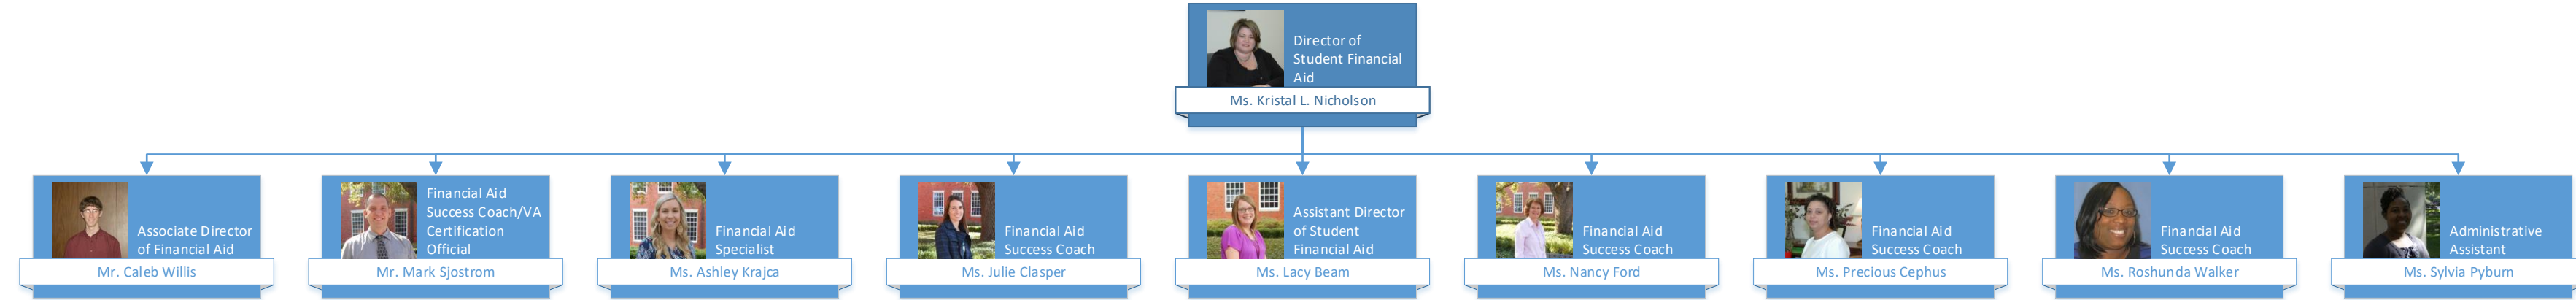 Director of
Student Financial
Aid
Ms. Kristal L. Nicholson
Associate Director
of Financial Aid
Mr. Caleb Willis
Financial Aid
Success Coach/VA
Certification
Official
Mr. Mark Sjostrom
Financial Aid
Specialist
Ms. Ashley Krajca
Financial Aid
Success Coach
Ms. Julie Clasper
Assistant Director
of Student
Financial Aid
Ms. Lacy Beam
Financial Aid
Success Coach
Ms. Nancy Ford
Financial Aid
Success Coach
Ms. Precious Cephus
Financial Aid
Success Coach
Ms. Roshunda Walker
Administrative
Assistant
Ms. Sylvia Pyburn